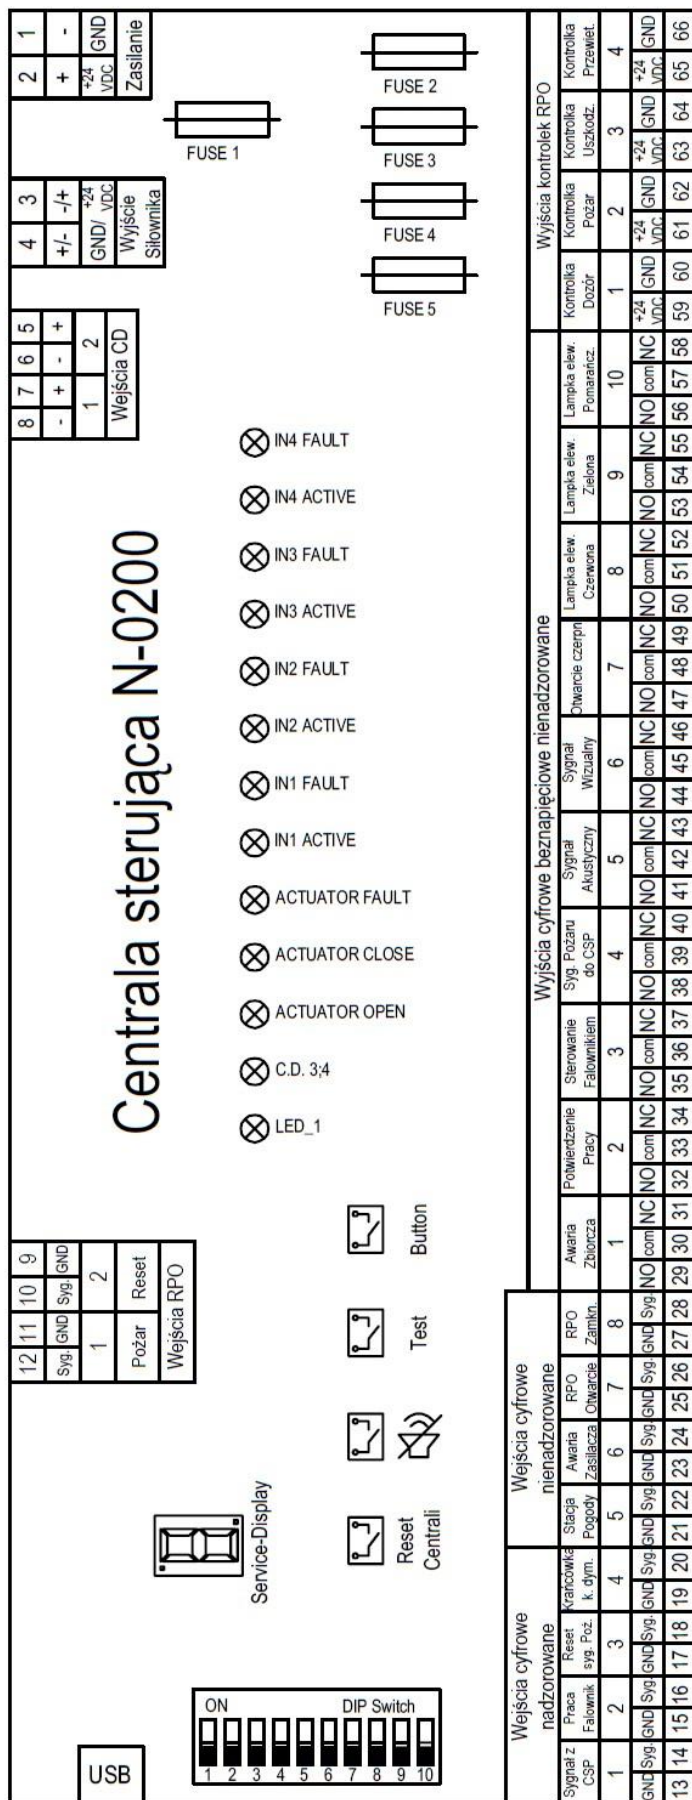 12 11 10 9
Syg. GND Syg. GND
1 2
Pożar Reset
Wejścia RPO
8 7 6 5
- + - +
1 2
Wejścia CD
4 3
+/- -/+
GND/ +24 VDC
Wyjście
Siłownika
2 1
+ -
+24 VDC GND
Zasilanie
USB
Centrala sterująca N-0200
Service-Display
FUSE 1
ON DIP Switch
1 2 3 4 5 6 7 8 9 10
LED_1
C.D. 3;4
ACTUATOR OPEN
ACTUATOR CLOSE
ACTUATOR FAULT
IN1 ACTIVE
IN1 FAULT
IN2 ACTIVE
IN2 FAULT
IN3 ACTIVE
IN3 FAULT
IN4 ACTIVE
IN4 FAULT
Reset
Centrali
Test
Button
FUSE 5
FUSE 4
FUSE 3
FUSE 2
Wejścia cyfrowe
nadzorowane
Wejścia cyfrowe
nienadzorowane
Wyjścia cyfrowe beznapięciowe nienadzorowane
Wyjścia kontrolek RPO
Sygnał z
CSP
Praca
Falownik
Reset
syg. Poż.
Krańcówka
k. dym.
Stacja
Pogody
Awaria
Zasilacza
RPO
Otwarcie
RPO
Zamkn.
Awaria
Zbiorcza
Potwierdzenie
Pracy
Sterowanie
Falownikiem
Syg. Pożaru
do CSP
Sygnał
Akustyczny
Sygnał
Wizualny
Otwarcie czerpni
Lampka elew.
Czerwona
Lampka elew.
Zielona
Lampka elew.
Pomarańcz.
Kontrolka
Dozór
Kontrolka
Pożar
Kontrolka
Uszkodz.
Kontrolka
Przewiet.
1 2 3 4 5 6 7 8 1 2 3 4 5 6 7 8 9 10 1 2 3 4
GND Syg. GND Syg. GND Syg. GND Syg. GND Syg. GND Syg. GND Syg. GND Syg. NO com NC NO com NC NO com NC NO com NC NO com NC NO com NC NO com NC NO com NC NO com NC NO com NC +24 VDC GND +24 VDC GND +24 VDC GND +24 VDC GND
13 14 15 16 17 18 19 20 21 22 23 24 25 26 27 28 29 30 31 32 33 34 35 36 37 38 39 40 41 42 43 44 45 46 47 48 49 50 51 52 53 54 55 56 57 58 59 60 61 62 63 64 65 66